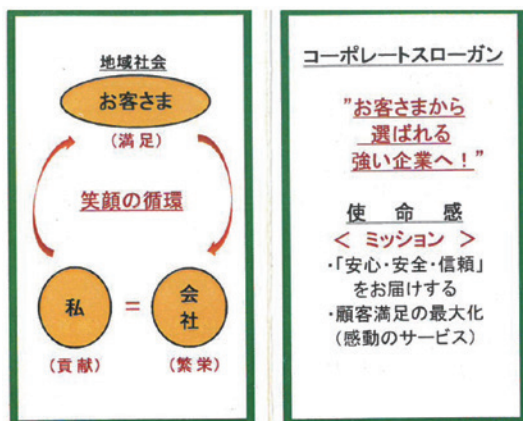 地域社会
お客さま
(満足)
笑顔の循環
私
=
会
社
(貢献)
(繁栄)
コーポレートスローガン
"お客さまから
選ばれる
強い企業へ!"
使命感
< ミッション >
・「安心・安全・信頼」
をお届けする
・顧客満足の最大化
(感動のサービス)